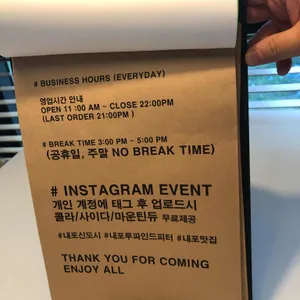 # BUSINESS HOURS (EVERYDAY)
영업시간 안내
OPEN 11 :00 AM ~ CLOSE 22:00PM
(LAST ORDER 21:00PM )
# BREAK TIME 3:00 PM - 5:00 PM
(공휴일, 주말 NO BREAK TIME)
# INSTAGRAM EVENT
개인 계정에 태그 후 업로드시
콜라/사이다/마운틴듀 무료제공
#내포신도시 #내포투파인드피터 #내포맛집
THANK YOU FOR COMING
ENJOY ALL